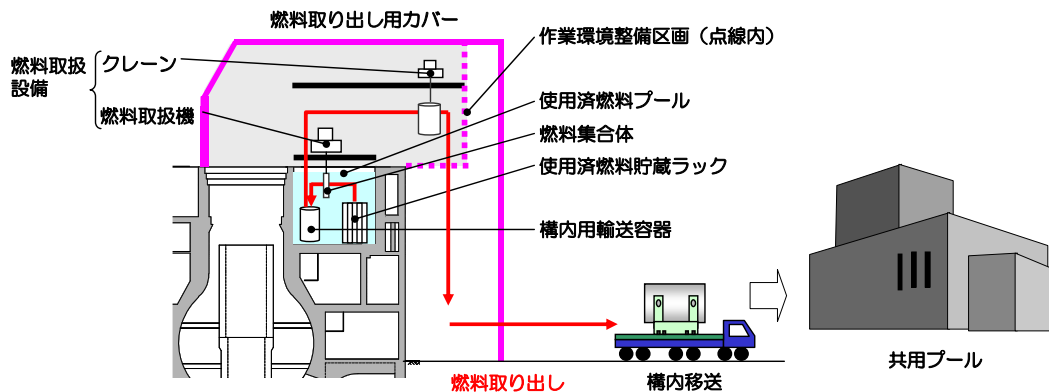 燃料取り出し用カバー
作業環境整備区画（点線内）
燃料取扱
設備
クレーン
燃料取扱機
使用済燃料プール
燃料集合体
使用済燃料貯蔵ラック
構内用輸送容器
燃料取り出し
構内移送
共用プール